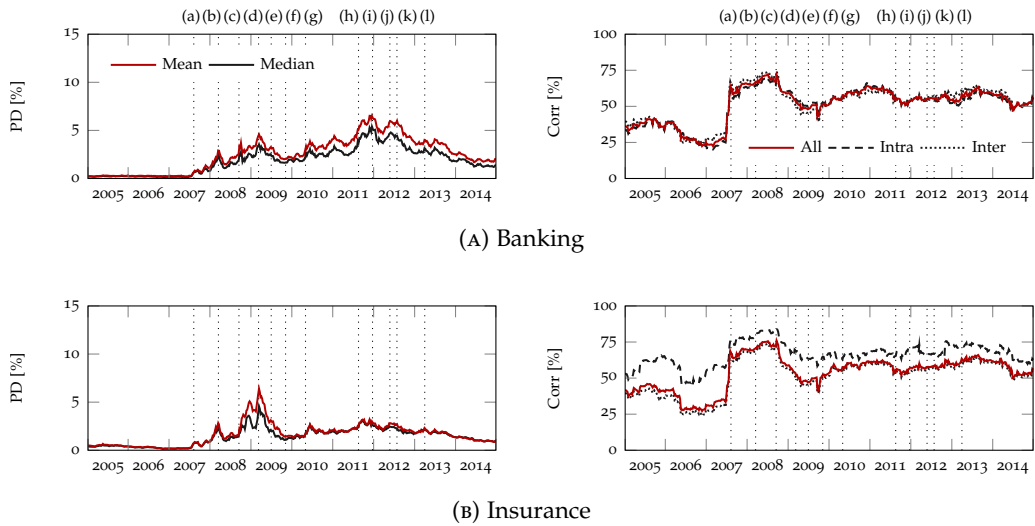 (a) (b) (c) (d) (e) (f) (g) (h) (i) (j) (k) (l)
15
10
5
0
PD [%]
Mean Median
2005 2006 2007 2008 2009 2010 2011 2012 2013 2014
(a) (b) (c) (d) (e) (f) (g) (h) (i) (j) (k) (l)
100
75
50
25
0
Corr [%]
All Intra Inter
2005 2006 2007 2008 2009 2010 2011 2012 2013 2014
(A) Banking
15
10
5
0
PD [%]
2005 2006 2007 2008 2009 2010 2011 2012 2013 2014
100
75
50
25
0
Corr [%]
2005 2006 2007 2008 2009 2010 2011 2012 2013 2014
(B) Insurance